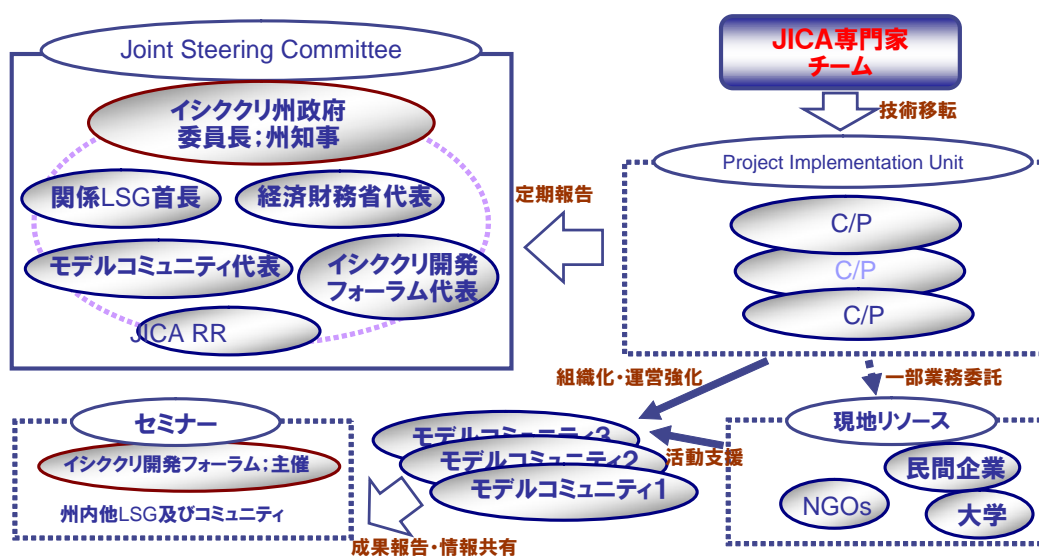 Joint Steering Committee
イシククリ州政府
委員長；州知事
関係LSG首長
経済財務省代表
モデルコミュニティ代表
イシククリ開発
フォーラム代表
JICA RR
JICA専門家
チーム
技術移転
Project Implementation Unit
C/P
C/P
C/P
定期報告
組織化・運営強化
一部業務委託
セミナー
イシククリ開発フォーラム；主催
州内他LSG及びコミュニティ
モデルコミュニティ3
モデルコミュニティ2
モデルコミュニティ1
活動支援
成果報告・情報共有
現地リソース
民間企業
NGOs
大学